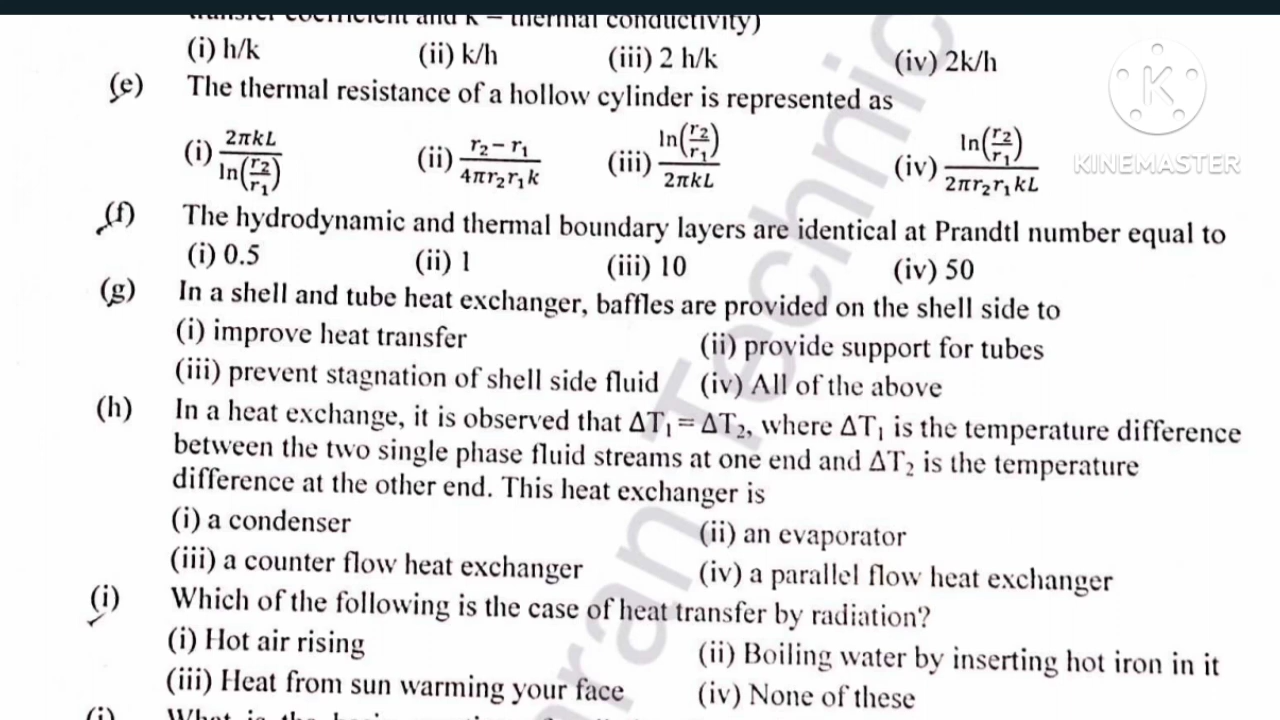 transfer coefficient and k – thermal conductivity)
(i) h/k (ii) k/h (iii) 2 h/k (iv) 2k/h
(e) The thermal resistance of a hollow cylinder is represented as
(i) 2πkL / ln(r₂/r₁) (ii) r₂−r₁ / 4πr₂r₁k (iii) ln(r₂/r₁) / 2πkL (iv) ln(r₂/r₁) / 2πr₂r₁kL
KINEMASTER
(f) The hydrodynamic and thermal boundary layers are identical at Prandtl number equal to
(i) 0.5 (ii) 1 (iii) 10 (iv) 50
(g) In a shell and tube heat exchanger, baffles are provided on the shell side to
(i) improve heat transfer (ii) provide support for tubes
(iii) prevent stagnation of shell side fluid (iv) All of the above
(h) In a heat exchange, it is observed that ΔT₁ = ΔT₂, where ΔT₁ is the temperature difference
between the two single phase fluid streams at one end and ΔT₂ is the temperature
difference at the other end. This heat exchanger is
(i) a condenser (ii) an evaporator
(iii) a counter flow heat exchanger (iv) a parallel flow heat exchanger
(i) Which of the following is the case of heat transfer by radiation?
(i) Hot air rising (ii) Boiling water by inserting hot iron in it
(iii) Heat from sun warming your face (iv) None of these
(j) What is the basic